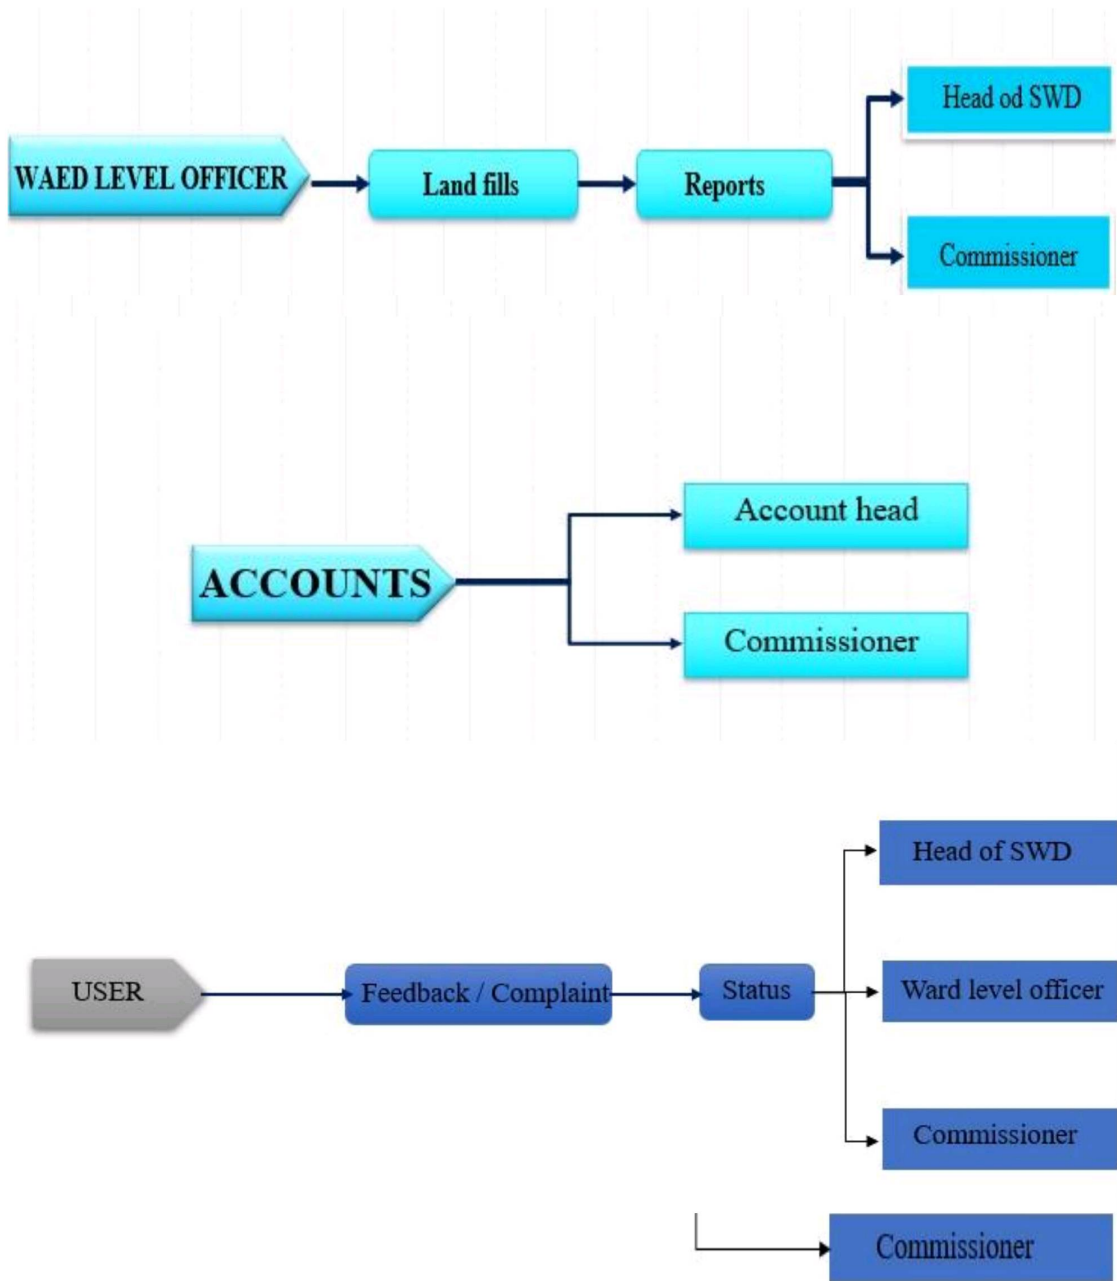 Head od SWD
WAED LEVEL OFFICER
Land fills
Reports
Commissioner
Account head
ACCOUNTS
Commissioner
Head of SWD
USER
Feedback / Complaint
Status
Ward level officer
Commissioner
Commissioner